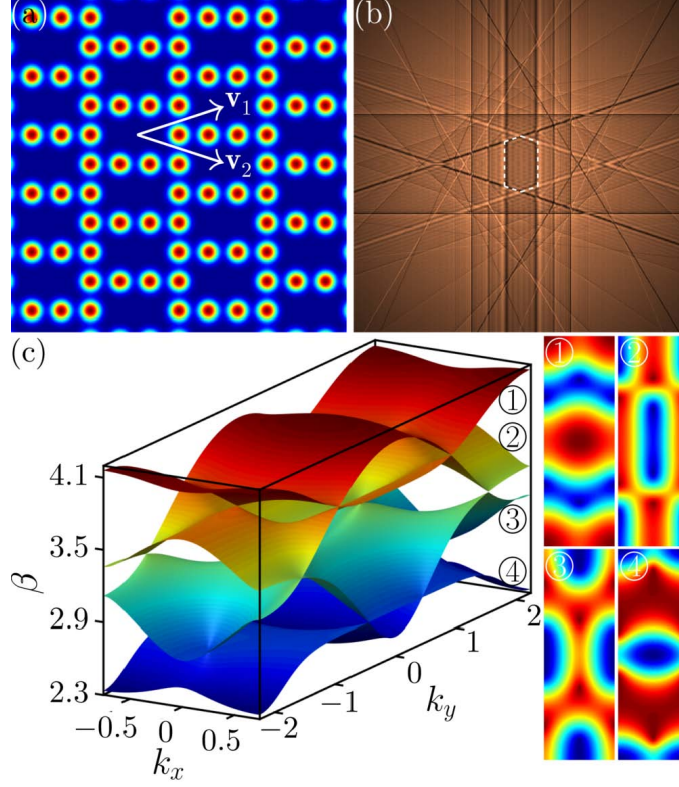 (a)
v₁
v₂
(b)
(c)
4.1
3.5
2.9
2.3
β
−0.5
0
0.5
kₓ
−2
−1
0
1
2
k_y
①
②
③
④
①
②
③
④